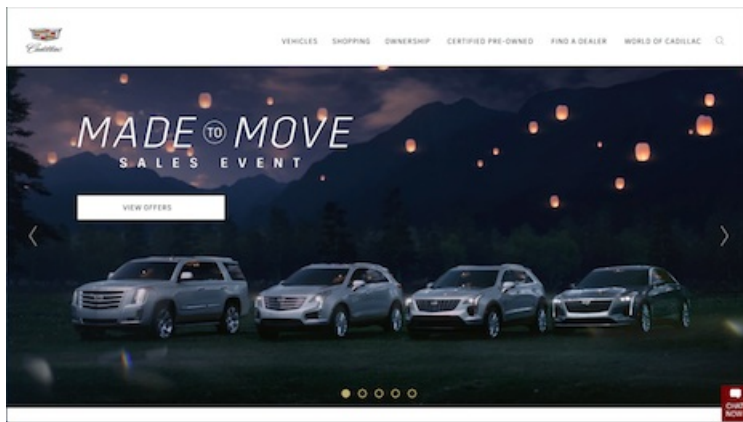 Cadillac
VEHICLES SHOPPING OWNERSHIP CERTIFIED PRE-OWNED FIND A DEALER WORLD OF CADILLAC
MADE TO MOVE
SALES EVENT
VIEW OFFERS
CHAT
NOW